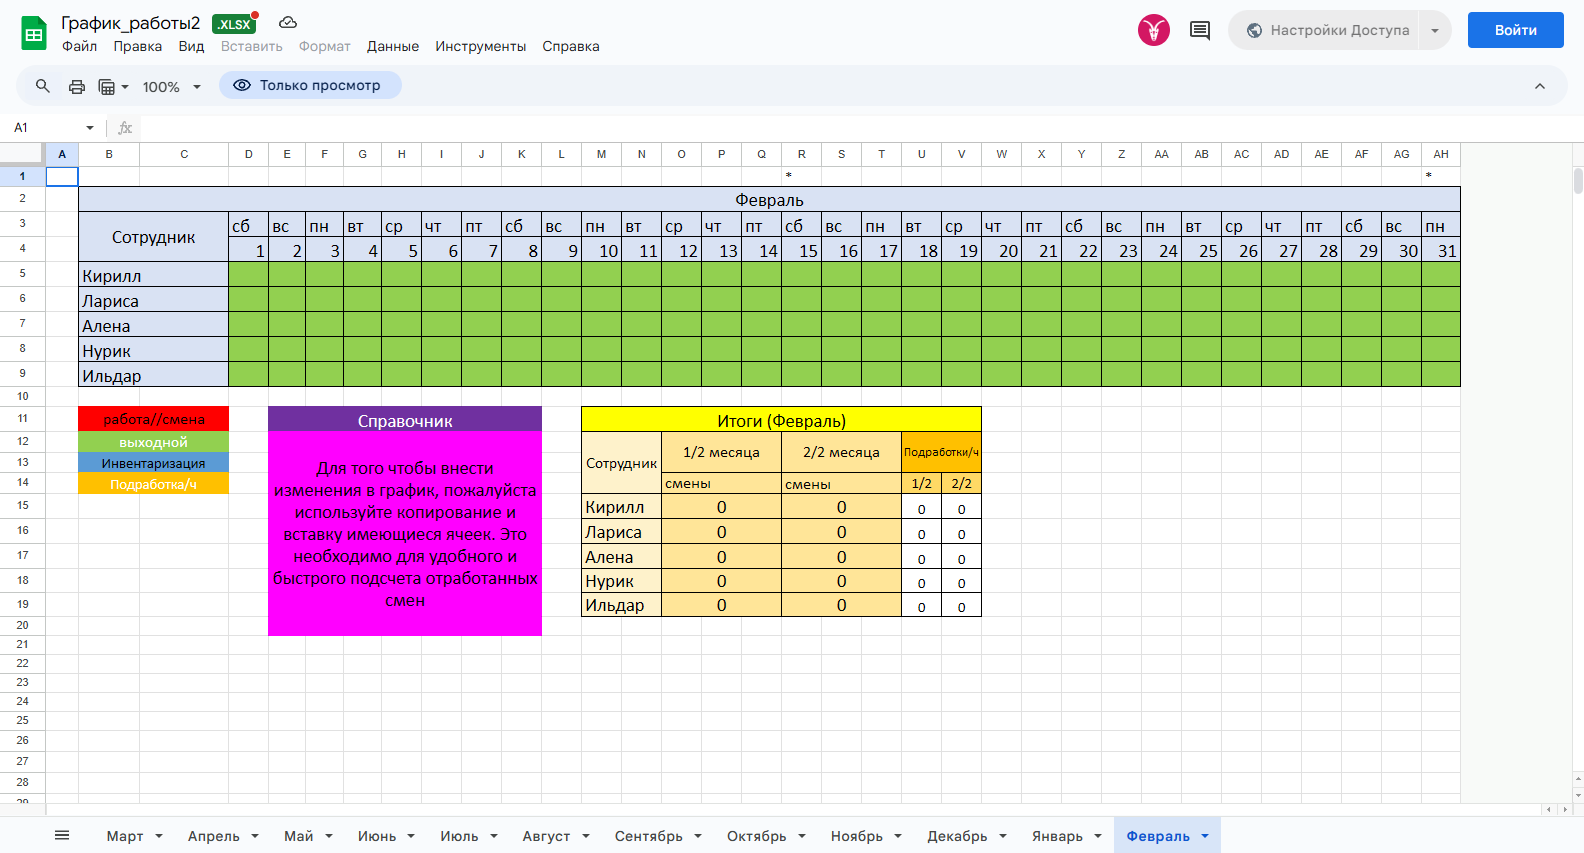 График_работы2 .XLSX
Файл Правка Вид Вставить Формат Данные Инструменты Справка
Настройки Доступа
Войти
100%
Только просмотр
A1
fx
A B C D E F G H I J K L M N O P Q R S T U V W X Y Z AA AB AC AD AE AF AG AH
1 * *
2 Февраль
3 Сотрудник сб вс пн вт ср чт пт сб вс пн вт ср чт пт сб вс пн вт ср чт пт сб вс пн вт ср чт пт сб вс пн
4 1 2 3 4 5 6 7 8 9 10 11 12 13 14 15 16 17 18 19 20 21 22 23 24 25 26 27 28 29 30 31
5 Кирилл
6 Лариса
7 Алена
8 Нурик
9 Ильдар
10
11 работа//смена Справочник Итоги (Февраль)
12 выходной
13 Инвентаризация
14 Подработка/ч
Для того чтобы внести
изменения в график, пожалуйста
используйте копирование и
вставку имеющиеся ячеек. Это
необходимо для удобного и
быстрого подсчета отработанных
смен
Сотрудник 1/2 месяца 2/2 месяца Подработки/ч
смены смены 1/2 2/2
15 Кирилл 0 0 0 0
16 Лариса 0 0 0 0
17 Алена 0 0 0 0
18 Нурик 0 0 0 0
19 Ильдар 0 0 0 0
20
21
22
23
24
25
26
27
28
29
Март Апрель Май Июнь Июль Август Сентябрь Октябрь Ноябрь Декабрь Январь Февраль